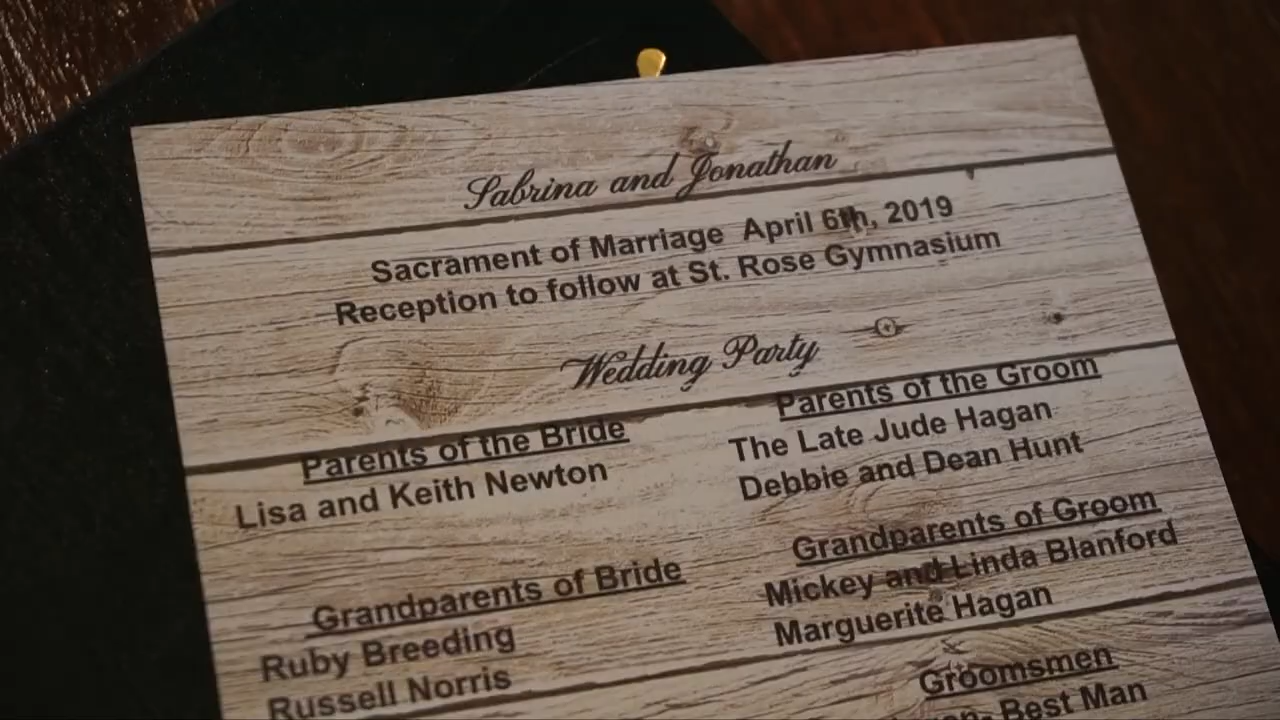 Sabrina and Jonathan
Sacrament of Marriage April 6th, 2019
Reception to follow at St. Rose Gymnasium
Wedding Party
Parents of the Bride
Lisa and Keith Newton
Parents of the Groom
The Late Jude Hagan
Debbie and Dean Hunt
Grandparents of Bride
Ruby Breeding
Russell Norris
Grandparents of Groom
Mickey and Linda Blanford
Marguerite Hagan
Groomsmen
Best Man